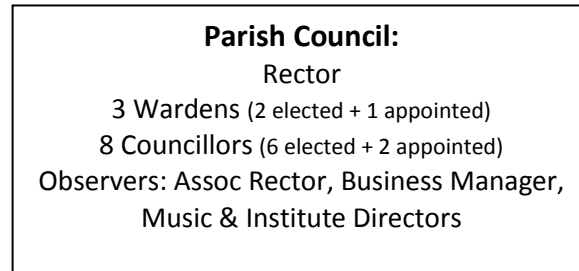 Parish Council:
Rector
3 Wardens (2 elected + 1 appointed)
8 Councillors (6 elected + 2 appointed)
Observers: Assoc Rector, Business Manager,
Music & Institute Directors